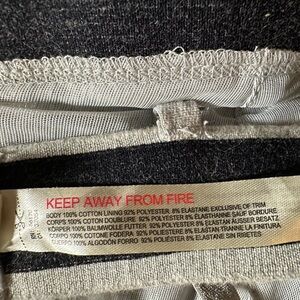 KEEP AWAY FROM FIRE
BODY 100% COTTON LINING 92% POLYESTER 8% ELASTANE EXCLUSIVE OF TRIM
CORPS 100% COTON DOUBLURE 92% POLYESTER 8% ELASTHANNE SAUF BORDURE
KÖRPER 100% BAUMWOLLE FUTTER 92% POLYESTER 8% ELASTAN AUSSER BESATZ
CORPO 100% COTONE FODERA 92% POLIESTERE 8% ELASTAN-TRANNE LA FINITURA
CUERPO 100% ALGODÓN FORRO 92% POLIESTER 8% ELASTANO SIN RIBETES